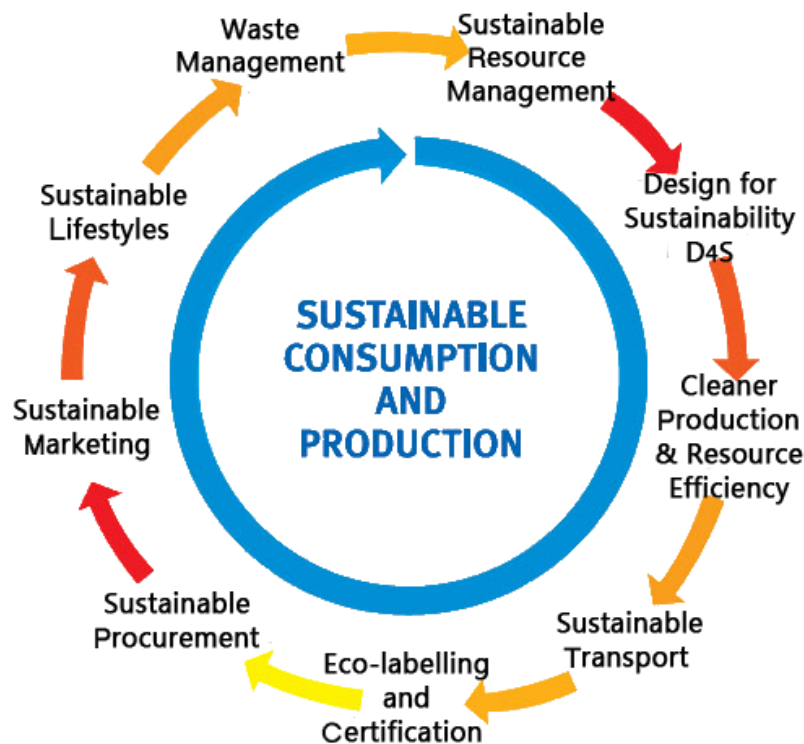 Waste
Management
Sustainable
Resource
Management
Design for
Sustainability
D4S
Cleaner
Production
& Resource
Efficiency
Sustainable
Transport
Eco-labelling
and
Certification
Sustainable
Procurement
Sustainable
Marketing
Sustainable
Lifestyles
SUSTAINABLE
CONSUMPTION
AND
PRODUCTION